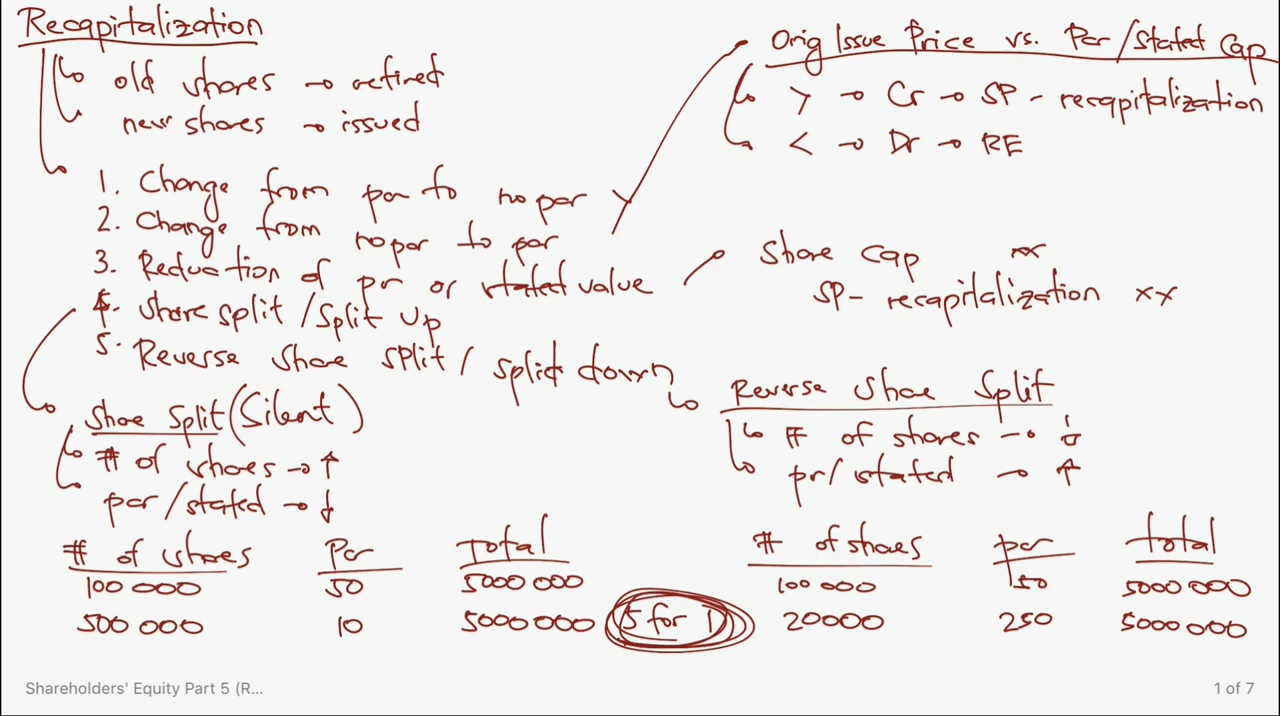 Recapitalization
old shares → retired
new shares → issued
1. Change from par to no par
2. Change from no par to par
3. Reduction of par or stated value
4. Share split / Split Up
5. Reverse share split / split down
Orig Issue Price vs. Par/Stated Cap
> → Cr → SP - recapitalization
< → Dr → RE
Share Cap xx
SP - recapitalization xx
Share Split (Silent)
# of shares → ↑
par/stated → ↓
# of shares Par Total
100 000 50 5000 000
500 000 10 5000 000
5 for 1
Reverse Share Split
# of shares → ↓
par/stated → ↑
# of shares par total
100 000 50 5000 000
20000 250 5000 000
Shareholders' Equity Part 5 (R...
1 of 7